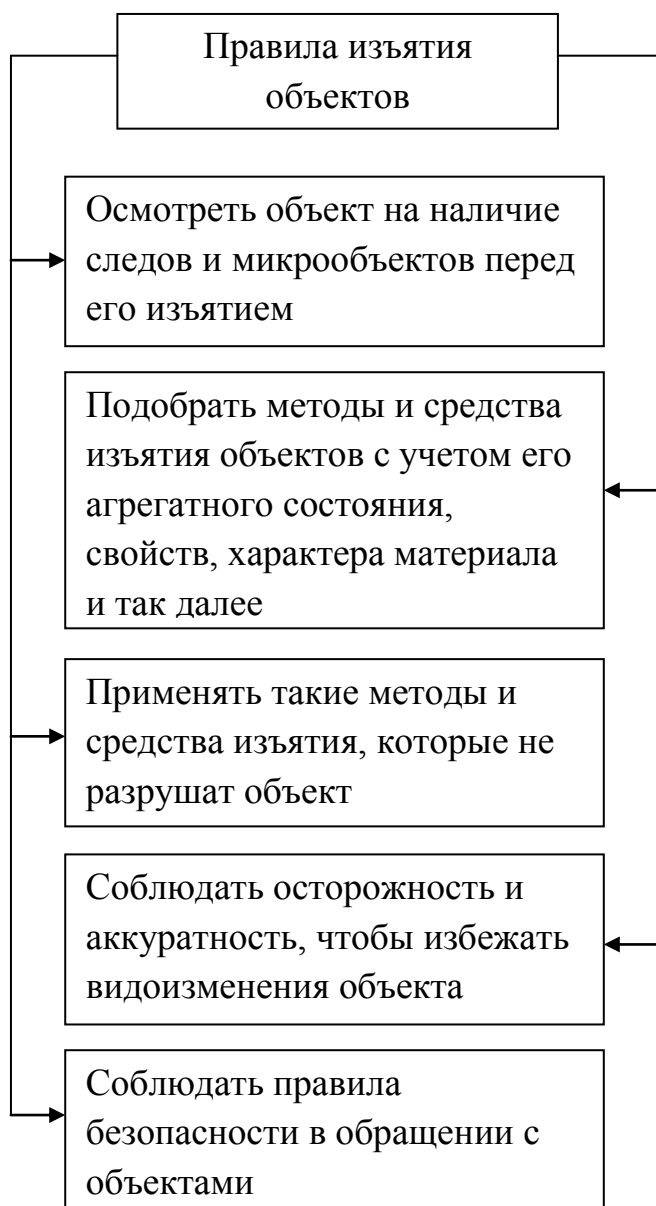 Правила изъятия
объектов
Осмотреть объект на наличие
следов и микрообъектов перед
его изъятием
Подобрать методы и средства
изъятия объектов с учетом его
агрегатного состояния,
свойств, характера материала
и так далее
Применять такие методы и
средства изъятия, которые не
разрушат объект
Соблюдать осторожность и
аккуратность, чтобы избежать
видоизменения объекта
Соблюдать правила
безопасности в обращении с
объектами